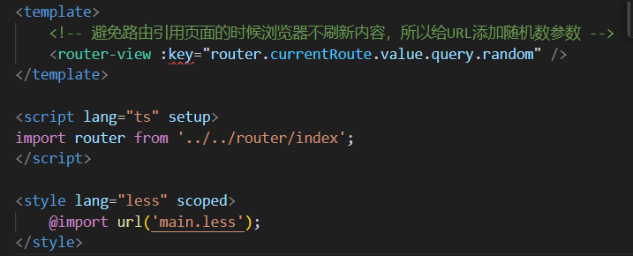 <template>
    <!-- 避免路由引用页面的时候浏览器不刷新内容，所以给URL添加随机数参数 -->
    <router-view :key="router.currentRoute.value.query.random" />
</template>

<script lang="ts" setup>
import router from '../../router/index';
</script>

<style lang="less" scoped>
    @import url('main.less');
</style>